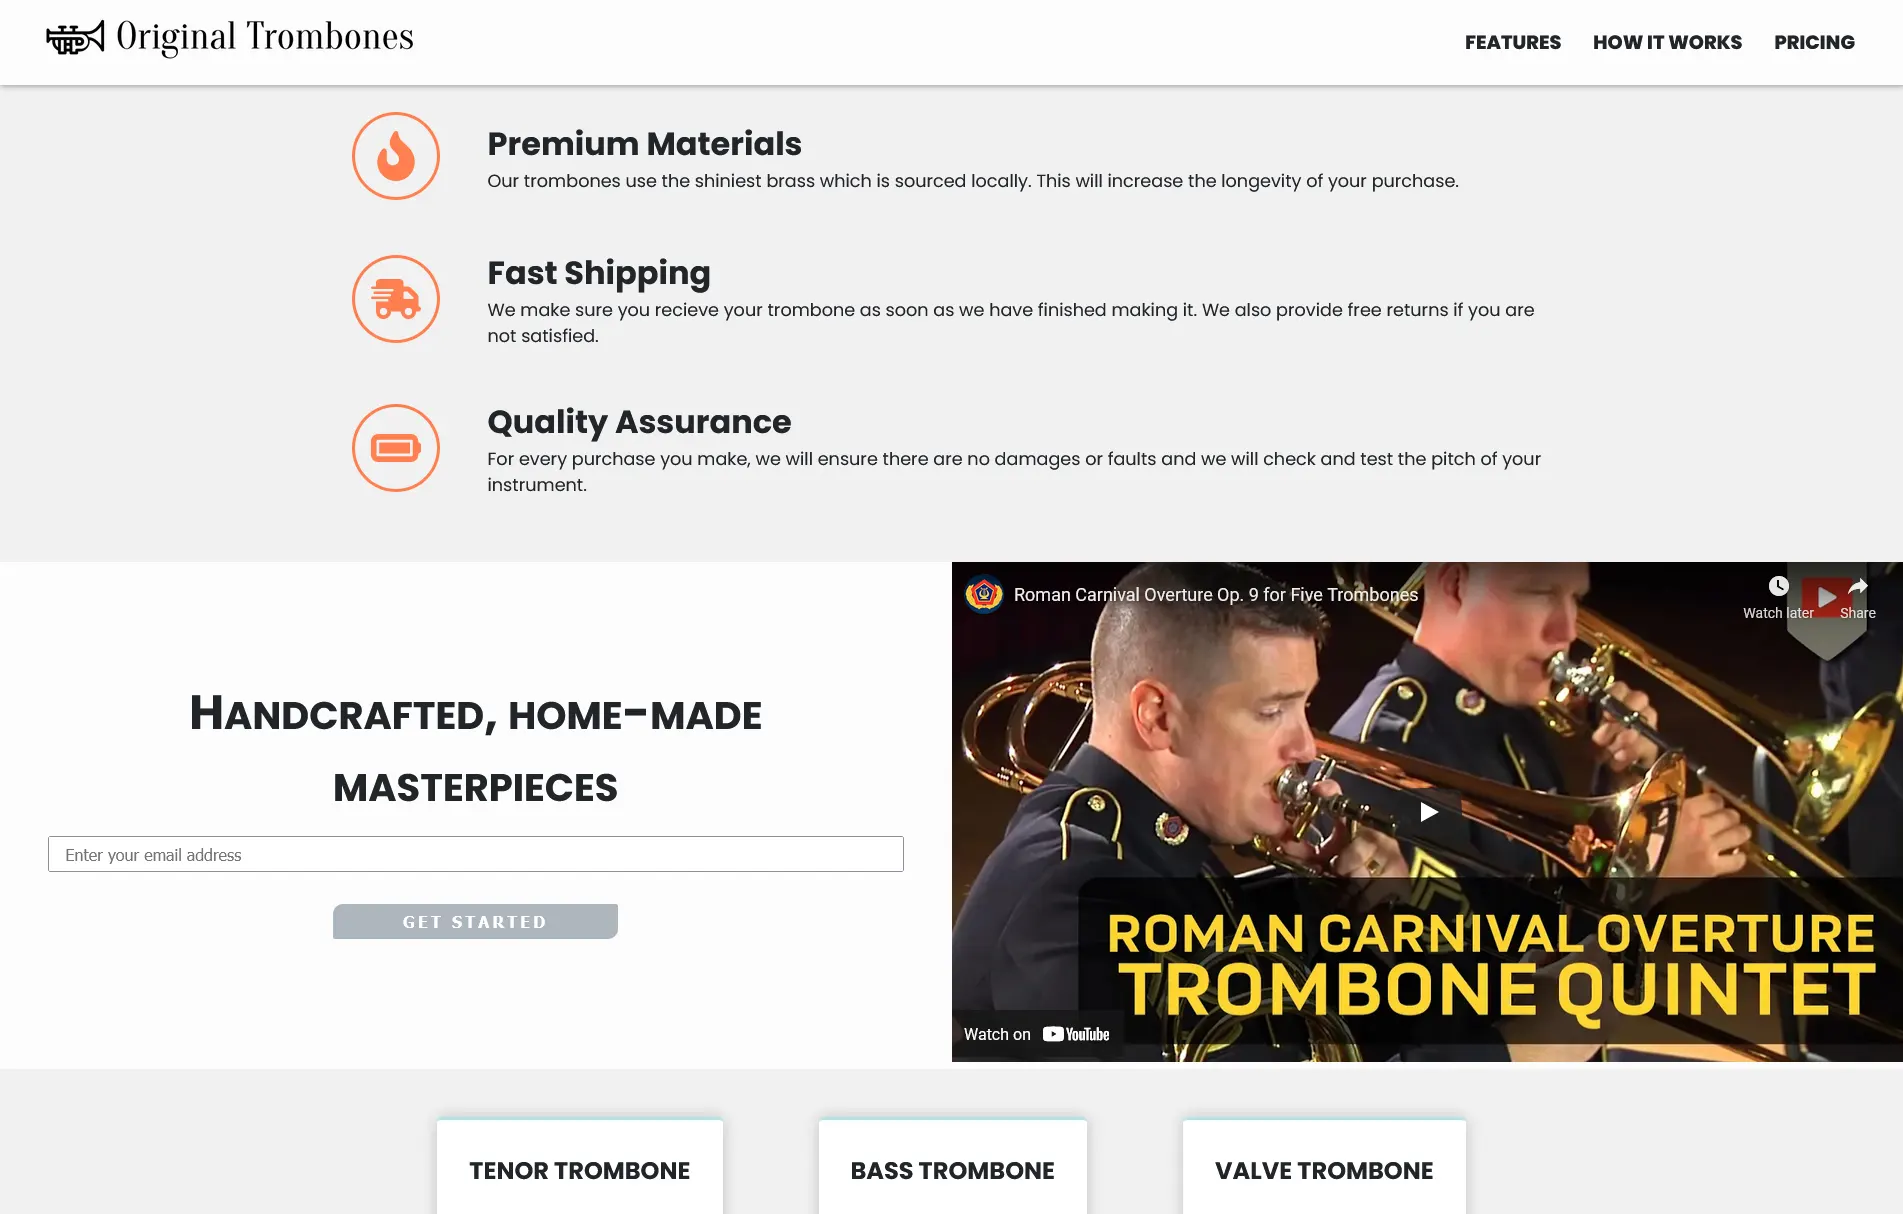 Original Trombones
FEATURES
HOW IT WORKS
PRICING
Premium Materials
Our trombones use the shiniest brass which is sourced locally. This will increase the longevity of your purchase.
Fast Shipping
We make sure you recieve your trombone as soon as we have finished making it. We also provide free returns if you are
not satisfied.
Quality Assurance
For every purchase you make, we will ensure there are no damages or faults and we will check and test the pitch of your
instrument.
Handcrafted, home-made
masterpieces
Enter your email address
GET STARTED
Roman Carnival Overture Op. 9 for Five Trombones
Watch later
Share
ROMAN CARNIVAL OVERTURE
TROMBONE QUINTET
Watch on YouTube
TENOR TROMBONE
BASS TROMBONE
VALVE TROMBONE